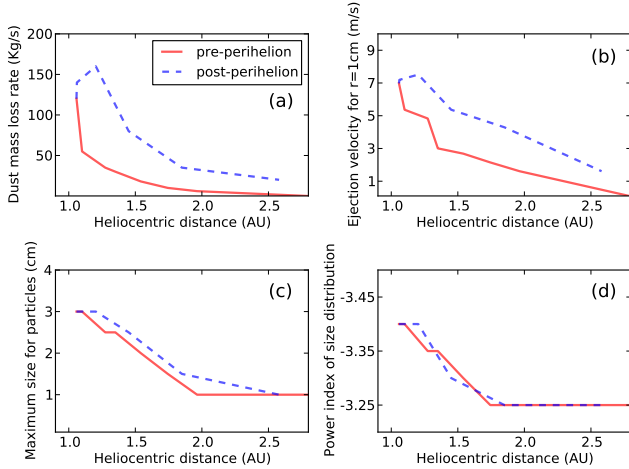 200
150
100
50
Dust mass loss rate (Kg/s)
pre-perihelion
post-perihelion
(a)
1.0 1.5 2.0 2.5
Heliocentric distance (AU)
9
7
5
3
1
Ejection velocity for r=1cm (m/s)
(b)
1.0 1.5 2.0 2.5
Heliocentric distance (AU)
4
3
2
1
Maximum size for particles (cm)
(c)
1.0 1.5 2.0 2.5
Heliocentric distance (AU)
-3.45
-3.35
-3.25
Power index of size distribution
(d)
1.0 1.5 2.0 2.5
Heliocentric distance (AU)